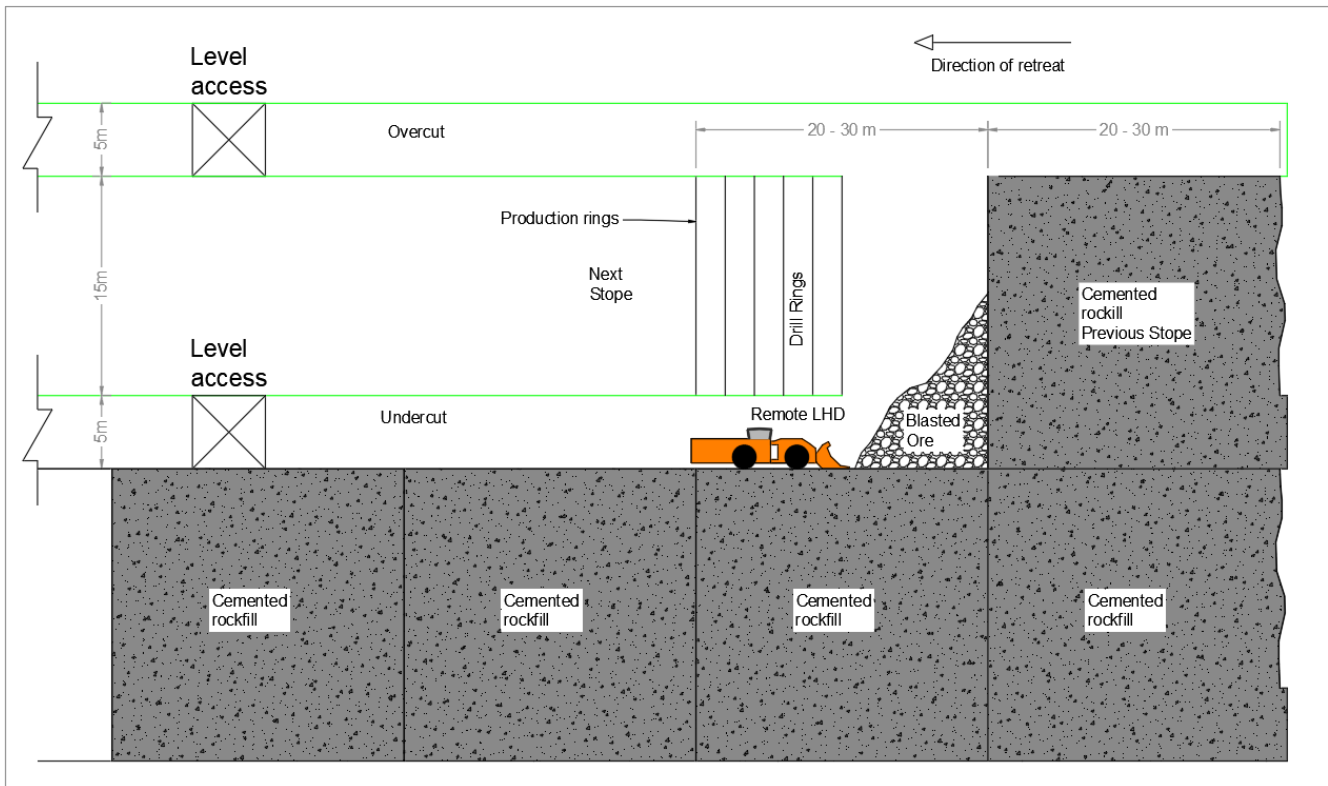 Level
access
Direction of retreat
5m
Overcut
20 - 30 m
20 - 30 m
Production rings
15m
Next
Stope
Drill Rings
Cemented
rockill
Previous Stope
Level
access
5m
Undercut
Remote LHD
Blasted
Ore
Cemented
rockfill
Cemented
rockfill
Cemented
rockfill
Cemented
rockfill